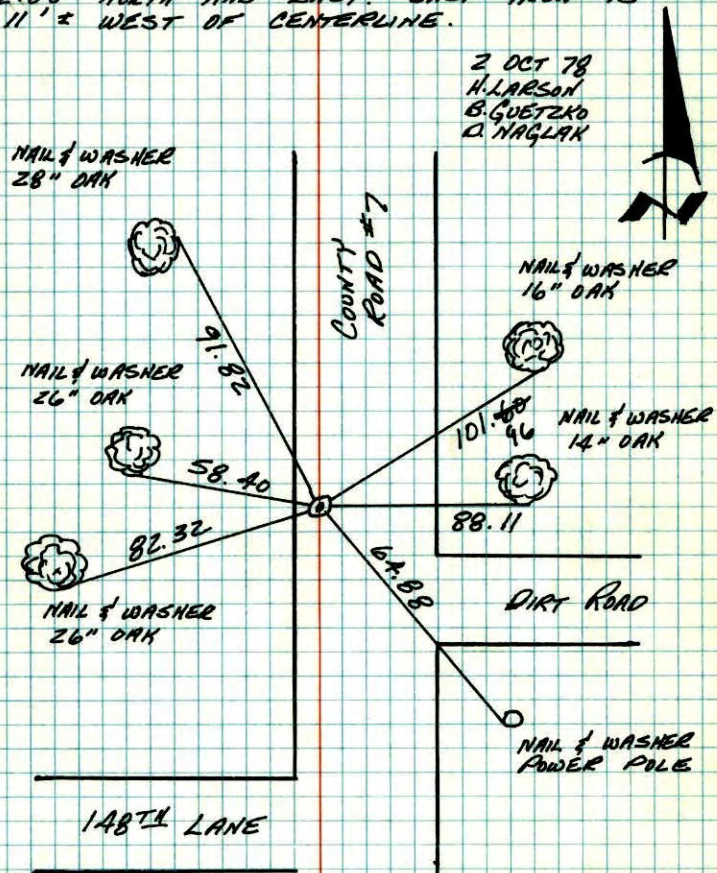 11'± WEST OF CENTERLINE.
2 OCT 78
H. LARSON
B. GUETZKO
D. NAGLAK
NAIL & WASHER
28" OAK
N
COUNTY
ROAD #7
NAIL & WASHER
16" OAK
91.82
NAIL & WASHER
26" OAK
101.60
96
NAIL & WASHER
14" OAK
58.40
88.11
82.32
64.88
DIRT ROAD
NAIL & WASHER
26" OAK
NAIL & WASHER
POWER POLE
148TH LANE